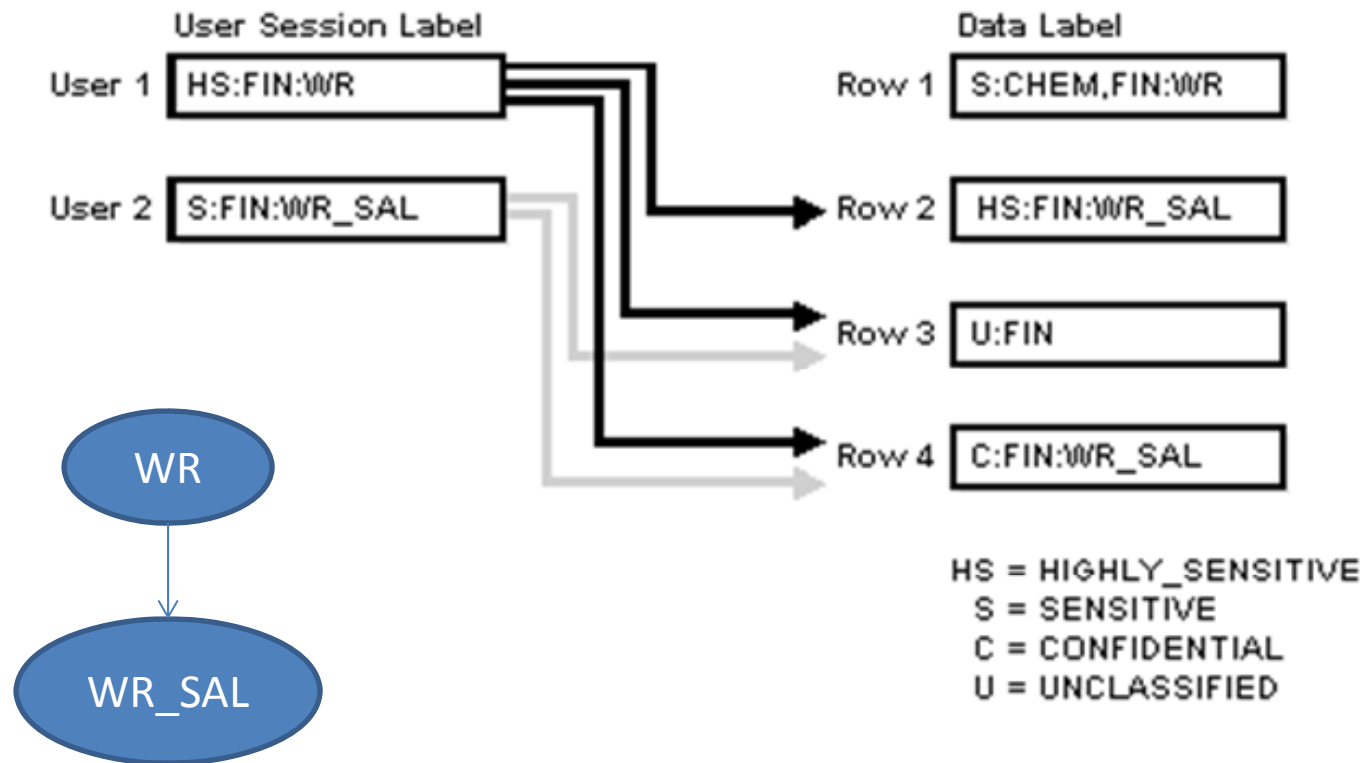 User Session Label
Data Label
User 1
HS:FIN:WR
Row 1
S:CHEM,FIN:WR
User 2
S:FIN:WR_SAL
Row 2
HS:FIN:WR_SAL
Row 3
U:FIN
Row 4
C:FIN:WR_SAL
WR
WR_SAL
HS = HIGHLY_SENSITIVE
S = SENSITIVE
C = CONFIDENTIAL
U = UNCLASSIFIED